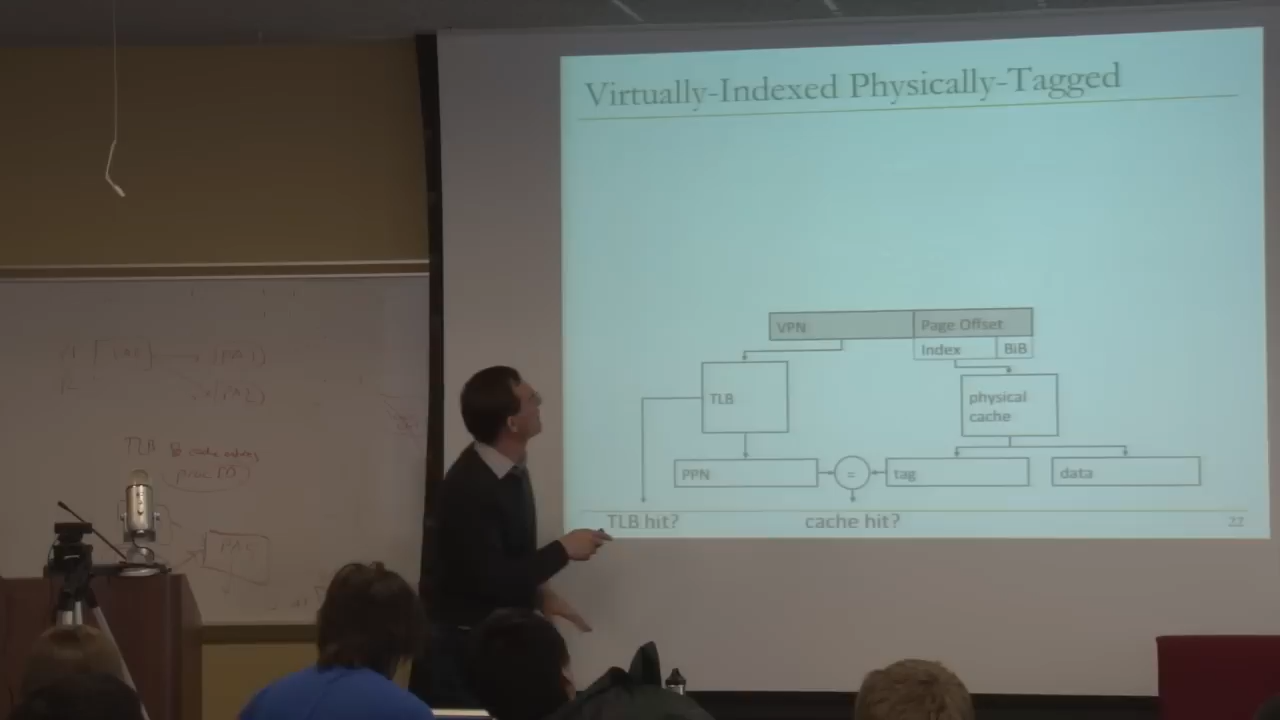 Virtually-Indexed Physically-Tagged
VPN
Page Offset
Index
BiB
TLB
physical
cache
PPN
=
tag
data
TLB hit?
cache hit?
22
TLB & cache